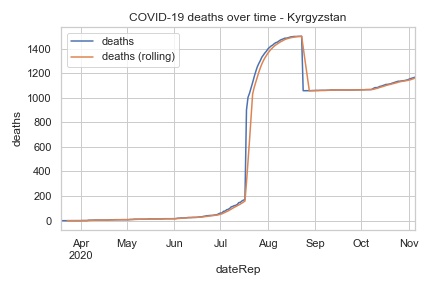 COVID-19 deaths over time - Kyrgyzstan
deaths
deaths (rolling)
1400
1200
1000
800
600
400
200
0
deaths
Apr May Jun Jul Aug Sep Oct Nov
2020
dateRep